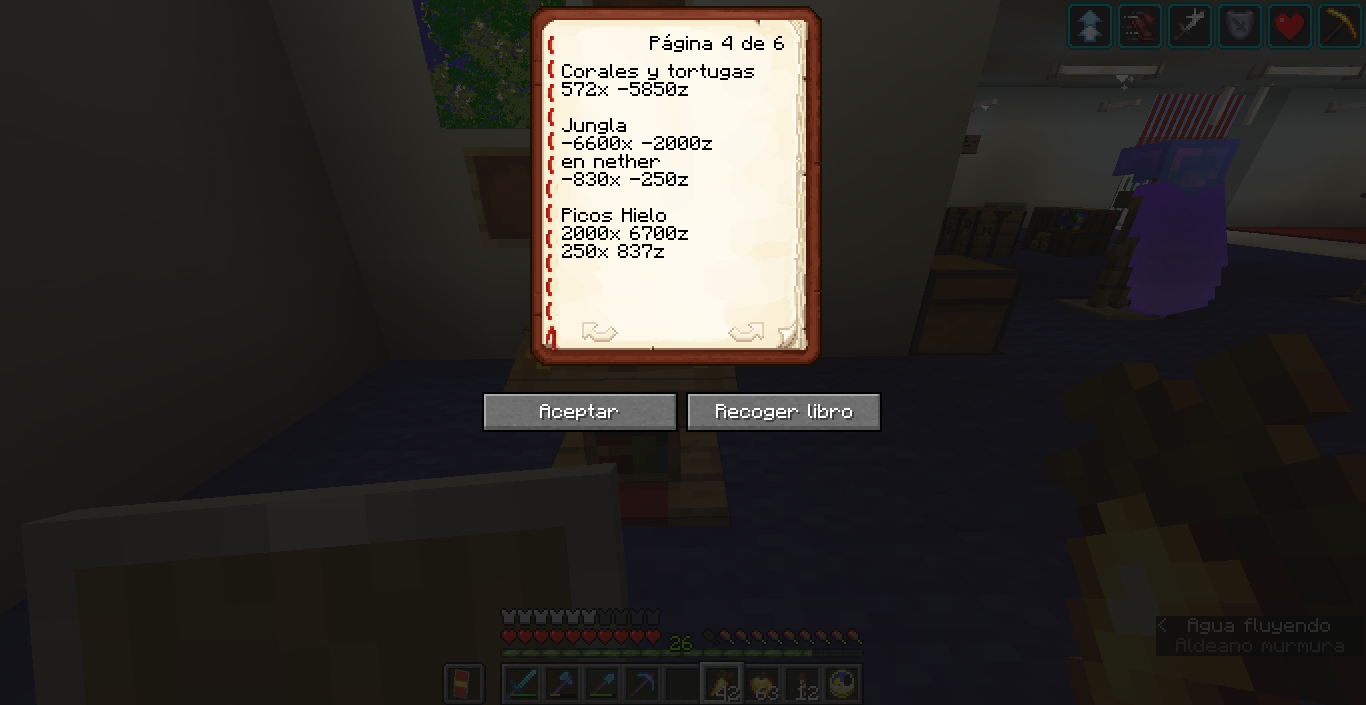 Página 4 de 6
Corales y tortugas
572x -5850z
Jungla
-6600x -2000z
en nether
-830x -250z
Picos Hielo
2000x 6700z
250x 837z
Aceptar
Recoger libro
26
< Agua fluyendo
Aldeano murmura
42
63
12